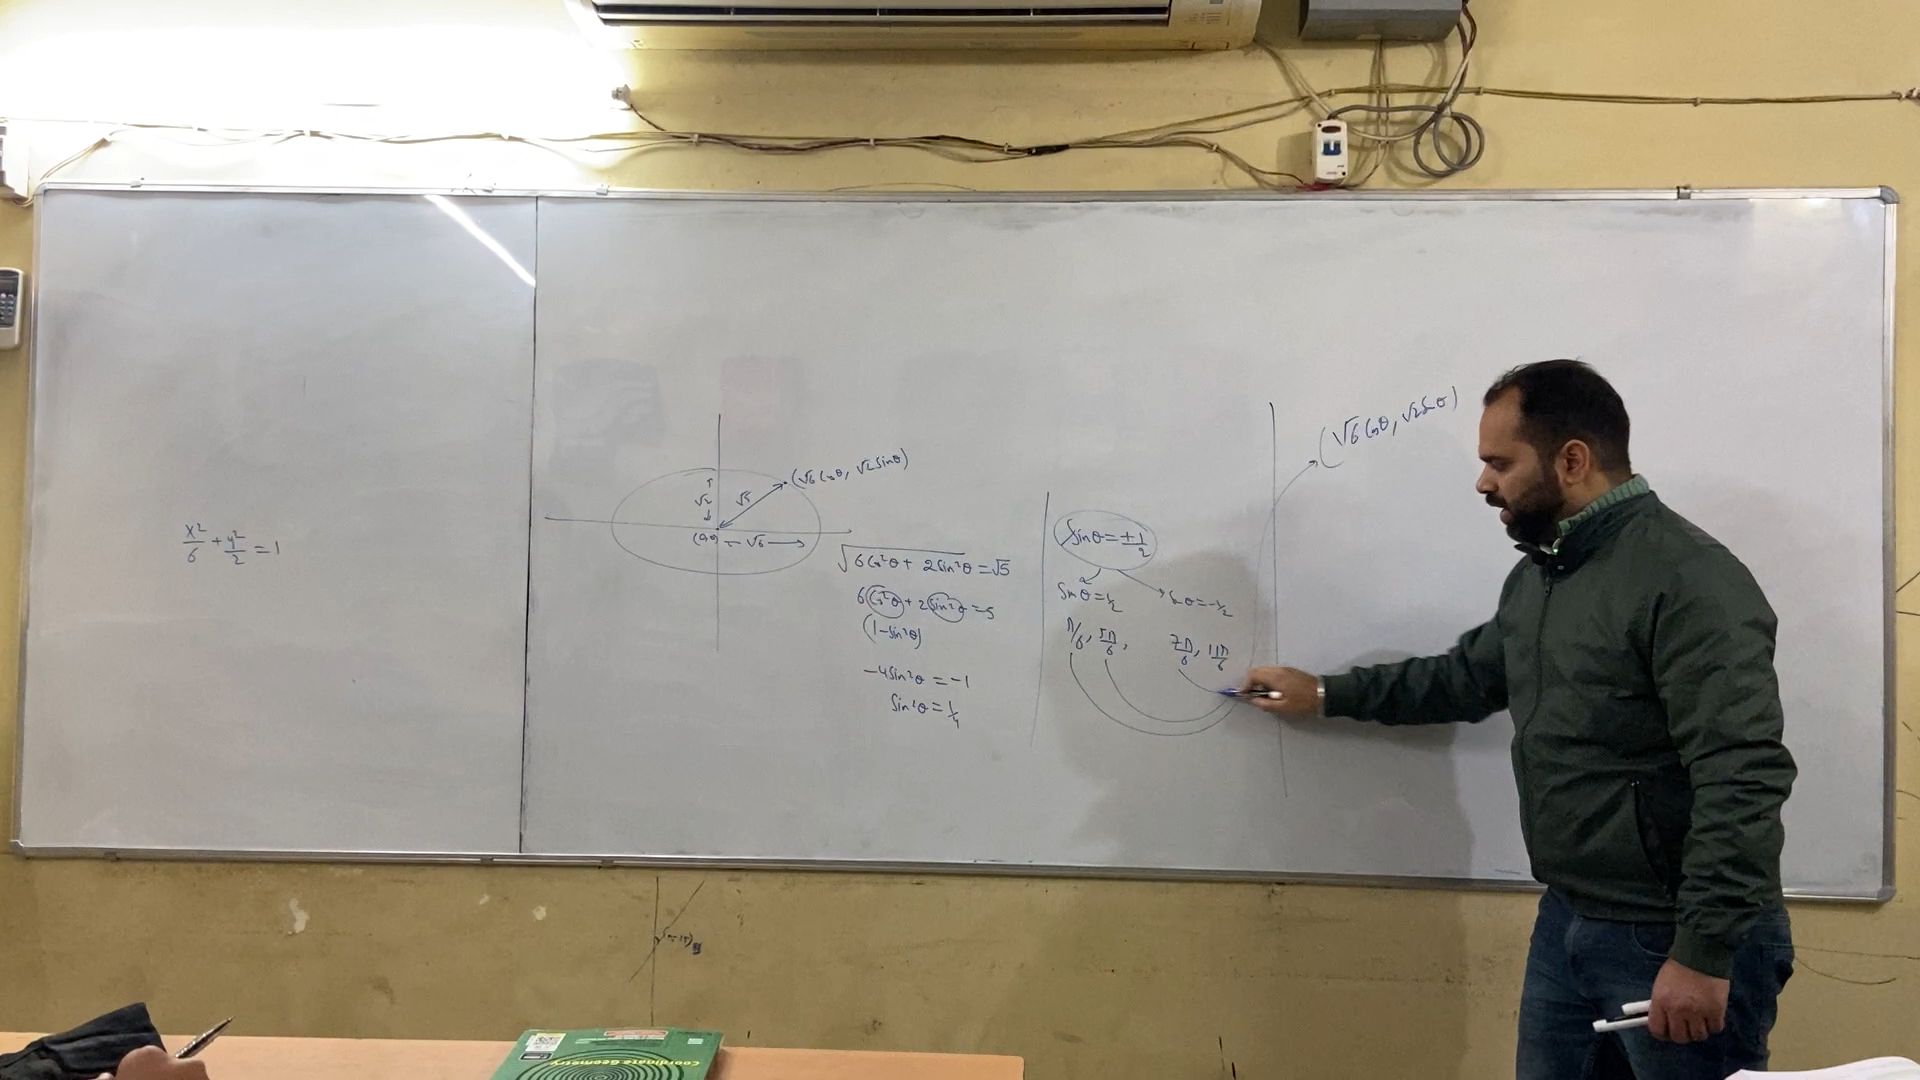 x²/6 + y²/2 = 1
(√6 Cosθ, √2 Sinθ)
√2
√5
(0,0)
√6
√(6Cos²θ + 2Sin²θ) = √5
6Cos²θ + 2Sin²θ = 5
(1-Sin²θ)
-4Sin²θ = -1
Sin²θ = 1/4
Sinθ = ±1/2
Sinθ = 1/2
Sinθ = -1/2
π/6, 5π/6,
7π/6, 11π/6
(√6 Cosθ, √2 Sinθ)
Coordinate Geometry